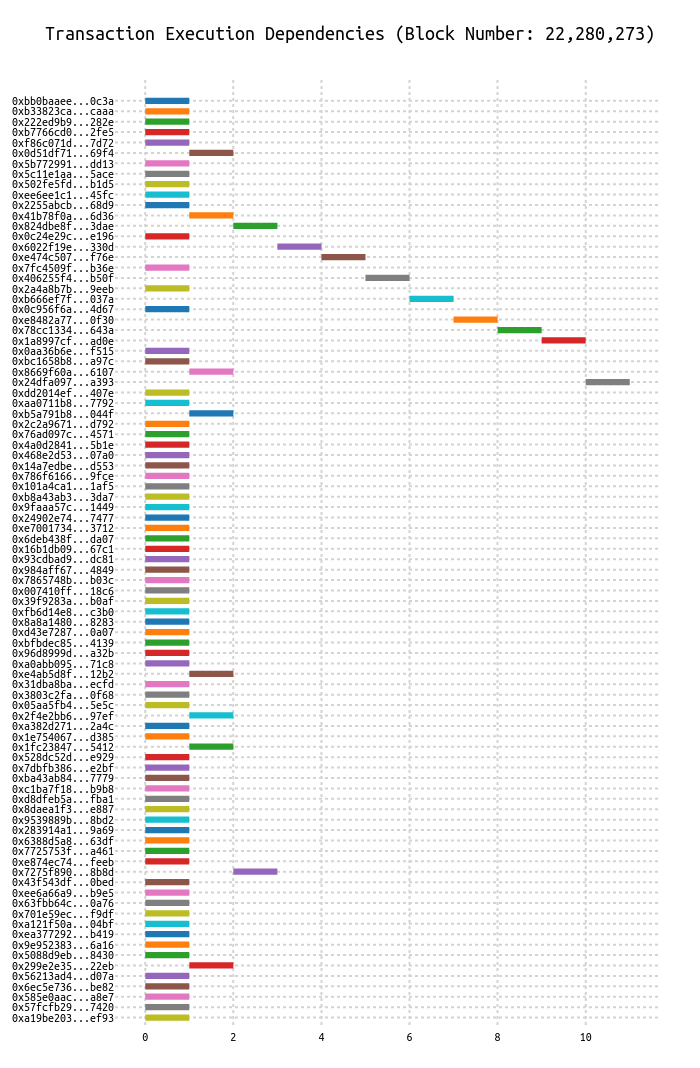 Transaction Execution Dependencies (Block Number: 22,280,273)
0xbb0baaee...0c3a
0xb33823ca...caaa
0x222ed9b9...282e
0xb7766cd0...2fe5
0xf86c071d...7d72
0x0d51df71...69f4
0x5b772991...dd13
0x5c11e1aa...5ace
0x502fe5fd...b1d5
0xee6ee1c1...45fc
0x2255abcb...68d9
0x41b78f0a...6d36
0x824dbe8f...3dae
0x0c24e29c...e196
0x6022f19e...330d
0xe474c507...f76e
0x7fc4509f...b36e
0x406255f4...b50f
0x2a4a8b7b...9eeb
0xb666ef7f...037a
0x0c956f6a...4d67
0xe8482a77...0f30
0x78cc1334...643a
0x1a8997cf...ad0e
0x0aa36b6e...f515
0xbc1658b8...a97c
0x8669f60a...6107
0x24dfa097...a393
0xdd2014ef...407e
0xaa0711b8...7792
0xb5a791b8...044f
0x2c2a9671...d792
0x76ad097c...4571
0x4a0d2841...5b1e
0x468e2d53...07a0
0x14a7edbe...d553
0x786f6166...9fce
0x101a4ca1...1af5
0xb8a43ab3...3da7
0x9faaa57c...1449
0x24902e74...7477
0xe7001734...3712
0x6deb438f...da07
0x16b1db09...67c1
0x93cdbad9...dc81
0x984aff67...4849
0x7865748b...b03c
0x007410ff...18c6
0x39f9283a...b0af
0xfb6d14e8...c3b0
0x8a8a1480...8283
0xd43e7287...0a07
0xbfbdec85...4139
0x96d8999d...a32b
0xa0abb095...71c8
0xe4ab5d8f...12b2
0x31dba8ba...ecfd
0x3803c2fa...0f68
0x05aa5fb4...5e5c
0x2f4e2bb6...97ef
0xa382d271...2a4c
0x1e754067...d385
0x1fc23847...5412
0x528dc52d...e929
0x7dbfb386...e2bf
0xba43ab84...7779
0xc1ba7f18...b9b8
0xd8dfeb5a...fba1
0x8daea1f3...e887
0x9539889b...8bd2
0x283914a1...9a69
0x6388d5a8...63df
0x7725753f...a461
0xe874ec74...feeb
0x7275f890...8b8d
0x43f543df...0bed
0xee6a66a9...b9e5
0x63fbb64c...0a76
0x701e59ec...f9df
0xa121f50a...04bf
0xea377292...b419
0x9e952383...6a16
0x5088d9eb...8430
0x299e2e35...22eb
0x56213ad4...d07a
0x6ec5e736...be82
0x585e0aac...a8e7
0x57fcfb29...7420
0xa19be203...ef93
0 2 4 6 8 10